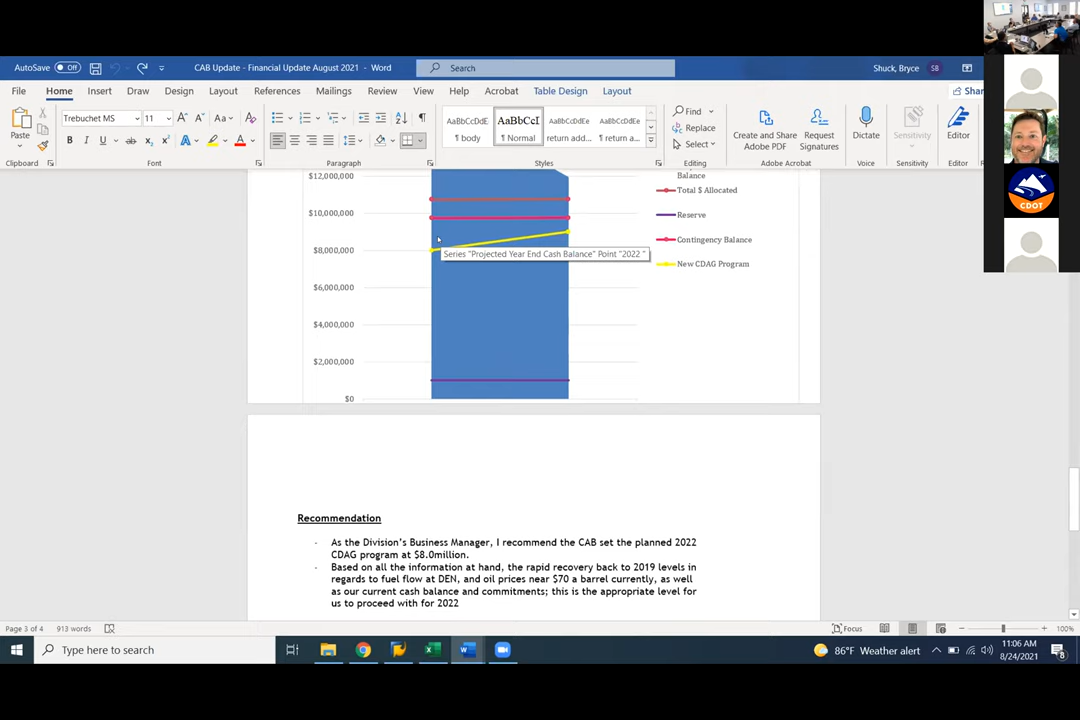 AutoSave Off CAB Update - Financial Update August 2021 - Word Search Shuck, Bryce SB
File Home Insert Draw Design Layout References Mailings Review View Help Acrobat Table Design Layout Shar
Paste Trebuchet MS 11 Aa
B I U ab x x A A
AaBbCcDdE AaBbCcI AaBbCcDdEe AaBbCcDdEe
¶ body ¶ Normal return add... ¶ return a...
Find
Replace
Select
Create and Share Adobe PDF
Request Signatures
Dictate
Sensitivity
Editor
Clipboard Font Paragraph Styles Editing Adobe Acrobat Voice Sensitivity Editor
CDOT
$12,000,000
$10,000,000
$8,000,000
$6,000,000
$4,000,000
$2,000,000
$0
Balance
Total $ Allocated
Reserve
Contingency Balance
New CDAG Program
Series "Projected Year End Cash Balance" Point "2022 "
Recommendation
- As the Division's Business Manager, I recommend the CAB set the planned 2022
CDAG program at $8.0million.
- Based on all the information at hand, the rapid recovery back to 2019 levels in
regards to fuel flow at DEN, and oil prices near $70 a barrel currently, as well
as our current cash balance and commitments; this is the appropriate level for
us to proceed with for 2022
Page 3 of 4 913 words Focus 100%
Type here to search 86°F Weather alert 11:06 AM
8/24/2021